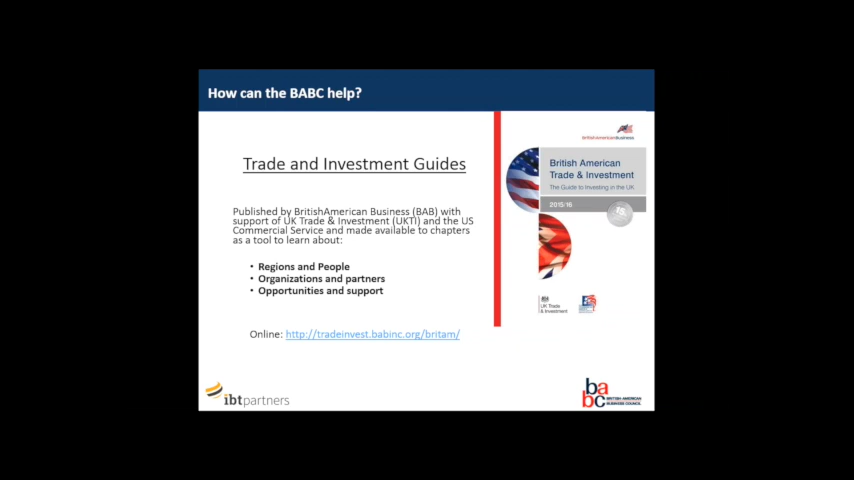 How can the BABC help?
Trade and Investment Guides
Published by BritishAmerican Business (BAB) with
support of UK Trade & Investment (UKTI) and the US
Commercial Service and made available to chapters
as a tool to learn about:
• Regions and People
• Organizations and partners
• Opportunities and support
Online: http://tradeinvest.babinc.org/britam/
BritishAmericanBusiness
British American
Trade & Investment
The Guide to Investing in the UK
2015/16
UK Trade
& Investment
ibtpartners
babc
BRITISH-AMERICAN
BUSINESS COUNCIL